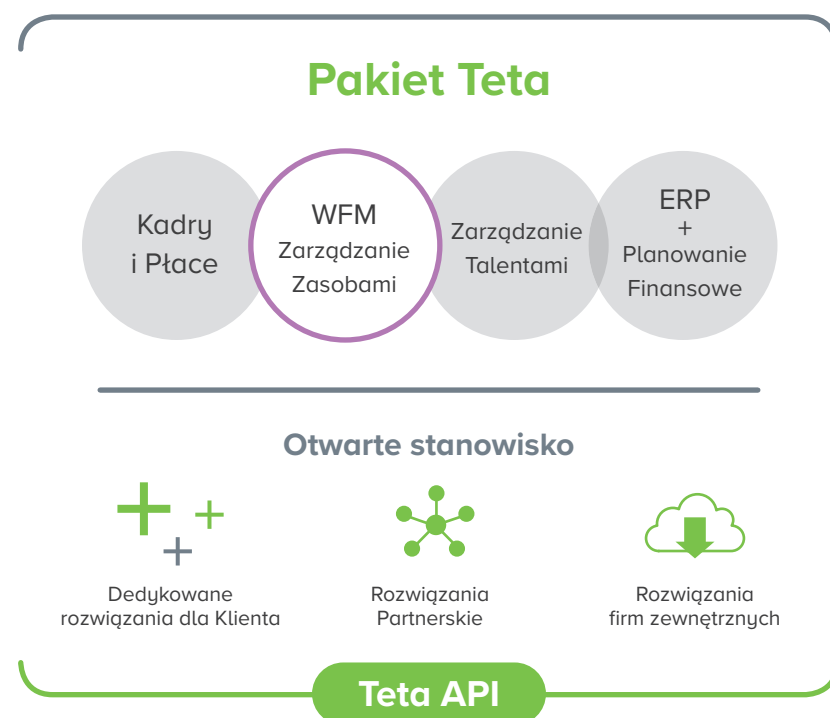 Pakiet Teta
Kadry
i Płace
WFM
Zarządzanie
Zasobami
Zarządzanie
Talentami
ERP
+
Planowanie
Finansowe
Otwarte stanowisko
Dedykowane
rozwiązania dla Klienta
Rozwiązania
Partnerskie
Rozwiązania
firm zewnętrznych
Teta API